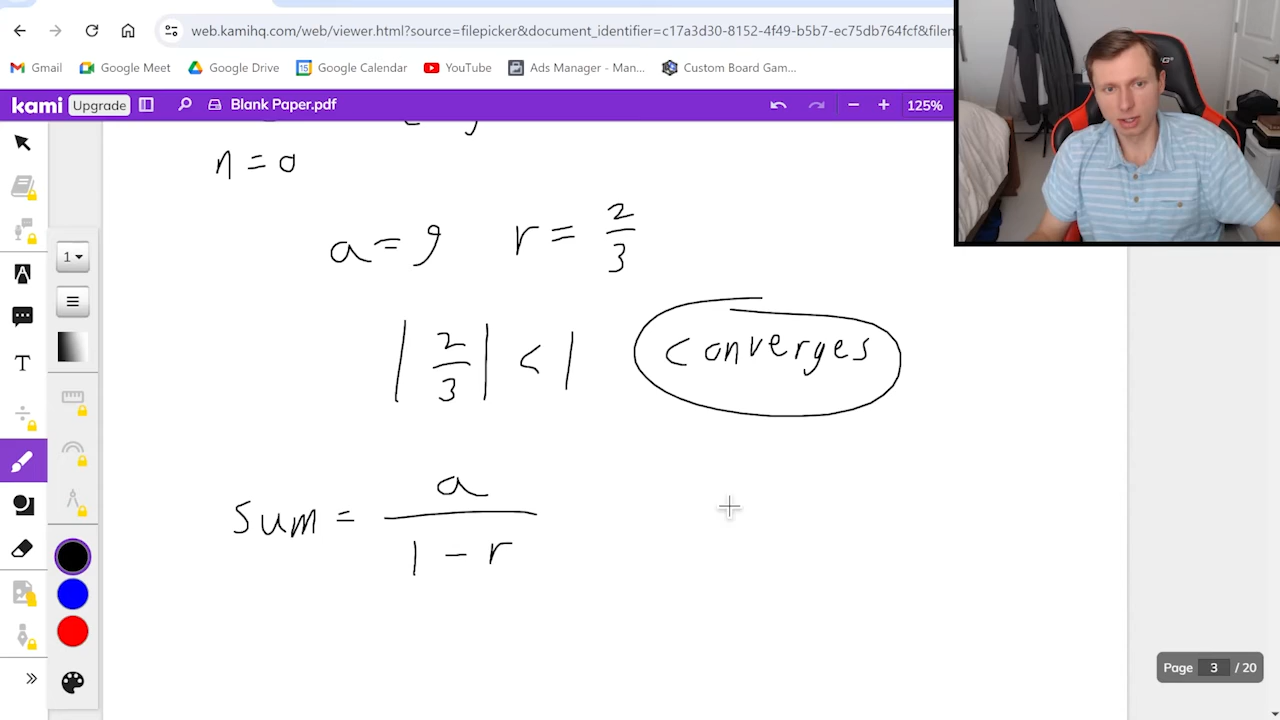 web.kamihq.com/web/viewer.html?source=filepicker&document_identifier=c17a3d30-8152-4f49-b5b7-ec75db764fcf&filen
Gmail Google Meet Google Drive 15 Google Calendar YouTube Ads Manager - Man... Custom Board Gam...
kami Upgrade Blank Paper.pdf 125%
n = 0
a = 9 r = 2/3
1
|2/3| < 1 converges
T
sum = a/(1 - r)
Page 3 / 20